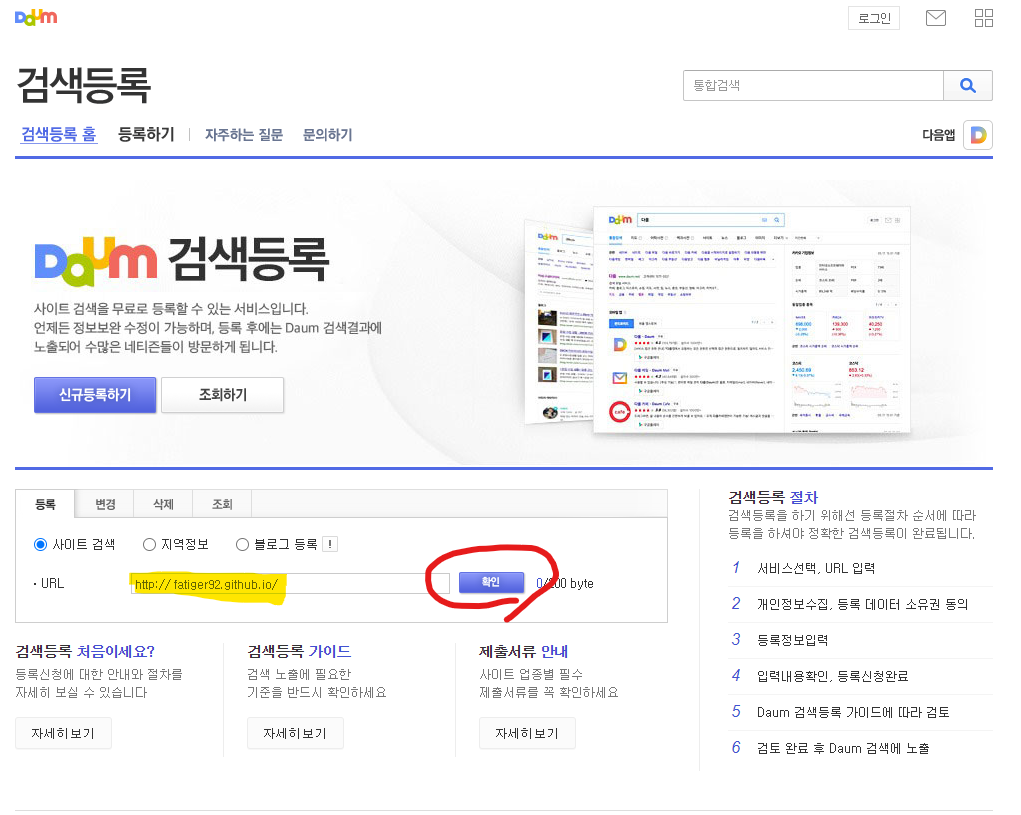 Daum
로그인
검색등록
통합검색
검색등록 홈 등록하기 자주하는 질문 문의하기
다음앱
Daum 검색등록
사이트 검색을 무료로 등록할 수 있는 서비스입니다.
언제든 정보보완 수정이 가능하며, 등록 후에는 Daum 검색결과에
노출되어 수많은 네티즌들이 방문하게 됩니다.
신규등록하기 조회하기
등록 변경 삭제 조회
사이트 검색 지역정보 블로그 등록 !
· URL http://fatiger92.github.io/ 확인 0/200 byte
검색등록 처음이세요?
등록신청에 대한 안내와 절차를
자세히 보실 수 있습니다
자세히보기
검색등록 가이드
검색 노출에 필요한
기준을 반드시 확인하세요
자세히보기
제출서류 안내
사이트 업종별 필수
제출서류를 꼭 확인하세요
자세히보기
검색등록 절차
검색등록을 하기 위해선 등록절차 순서에 따라
등록을 하셔야 정확한 검색등록이 완료됩니다.
1 서비스선택, URL 입력
2 개인정보수집, 등록 데이터 소유권 동의
3 등록정보입력
4 입력내용확인, 등록신청완료
5 Daum 검색등록 가이드에 따라 검토
6 검토 완료 후 Daum 검색에 노출